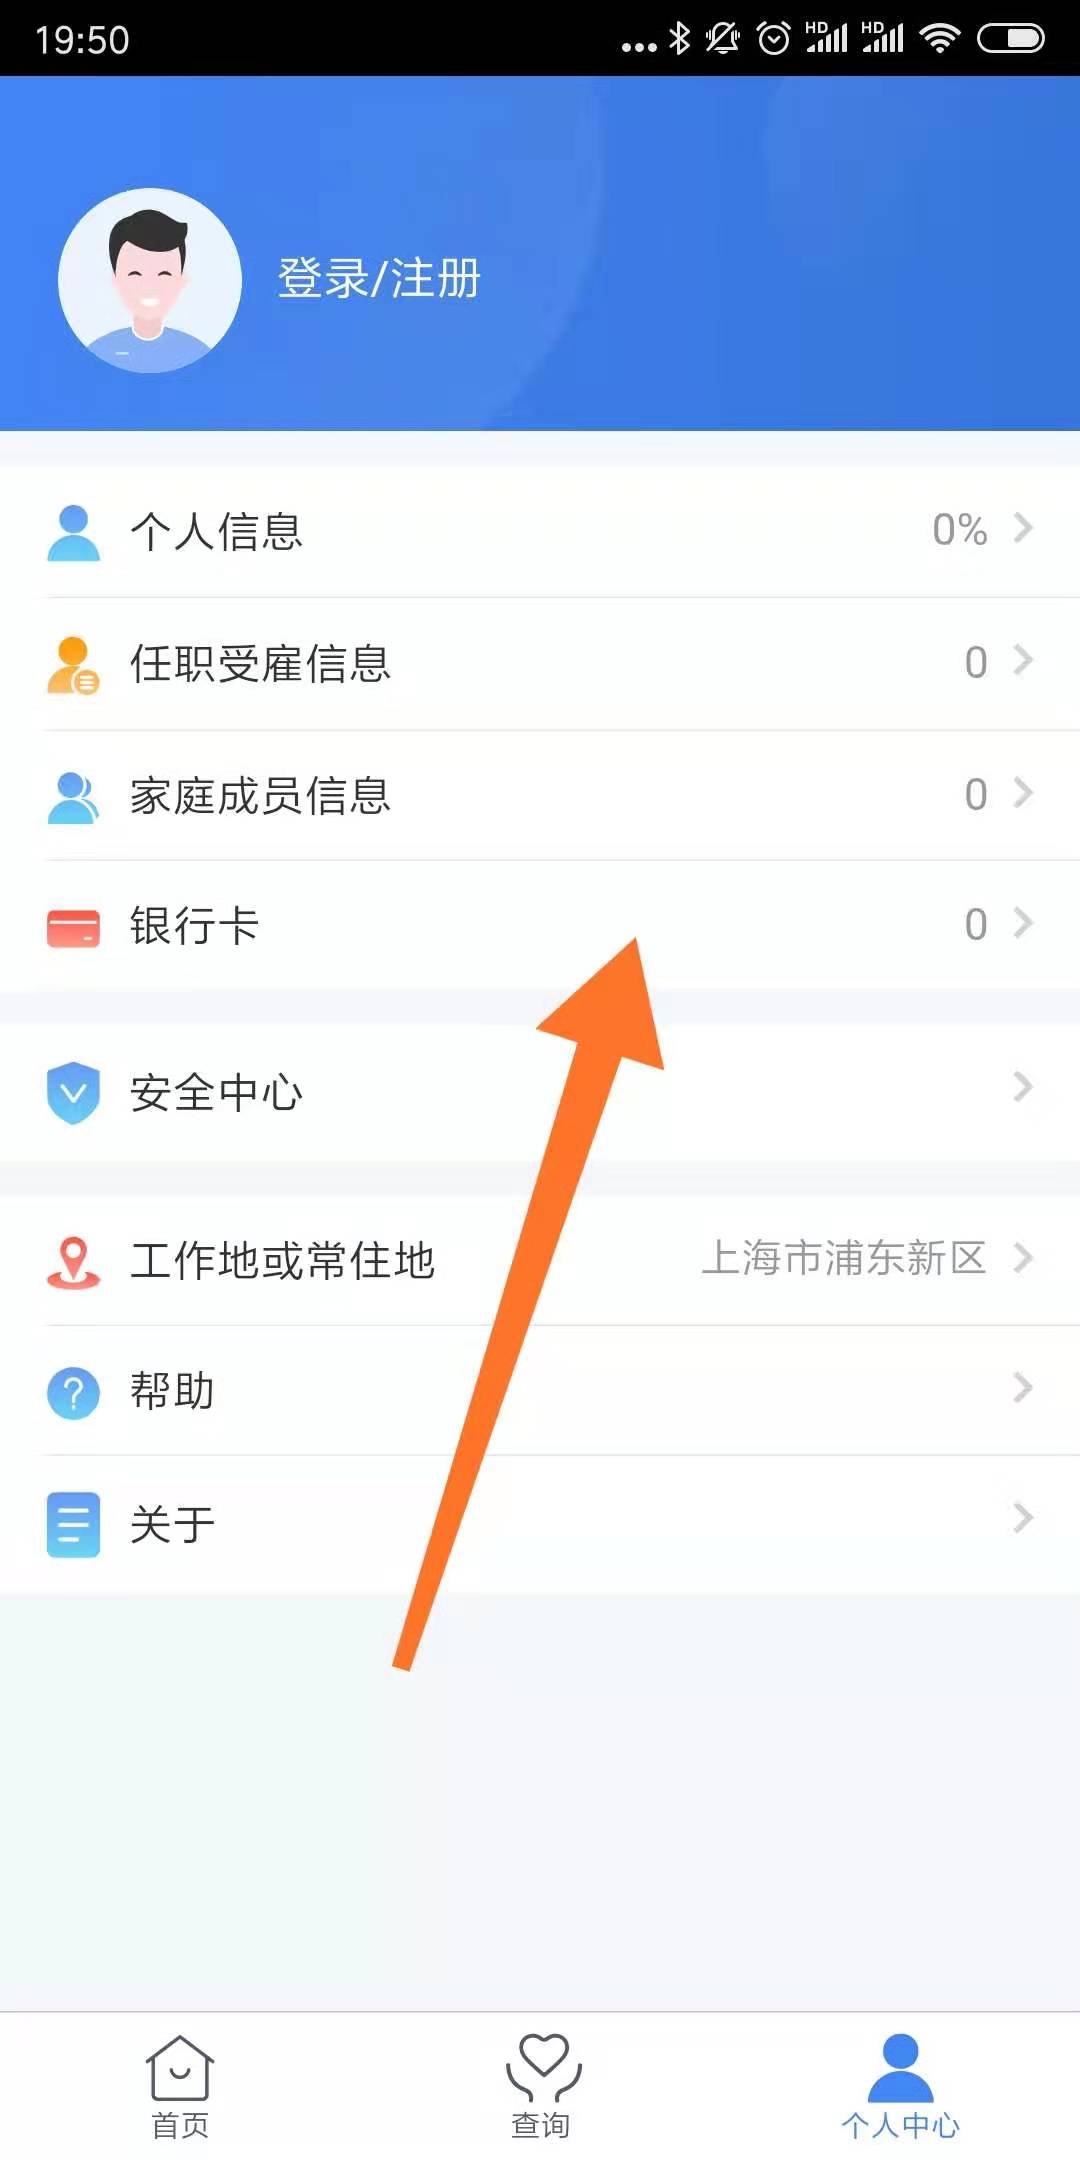 19:50
HD HD
登录/注册
个人信息 0%
任职受雇信息 0
家庭成员信息 0
银行卡 0
安全中心
工作地或常住地 上海市浦东新区
帮助
关于
首页 查询 个人中心